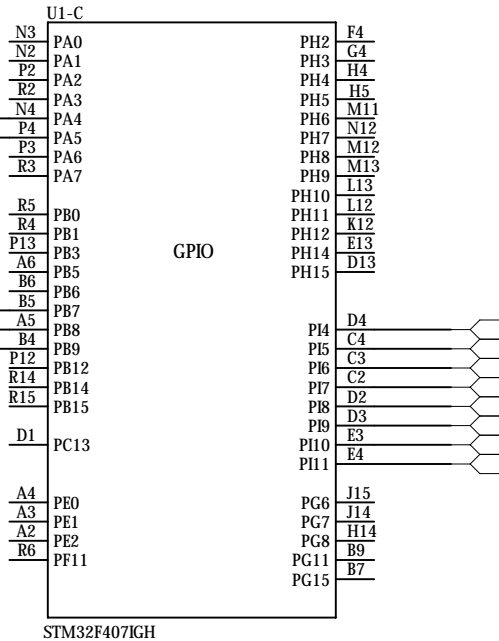 U1-C
N3 PA0 PH2 F4
N2 PA1 PH3 G4
P2 PA2 PH4 H4
R2 PA3 PH5 H5
N4 PA4 PH6 M11
P4 PA5 PH7 N12
P3 PA6 PH8 M12
R3 PA7 PH9 M13
PH10 L13
R5 PB0 PH11 L12
R4 PB1 PH12 K12
P13 PB3 GPIO PH14 E13
A6 PB5 PH15 D13
B6 PB6
B5 PB7
A5 PB8 PI4 D4
B4 PB9 PI5 C4
P12 PB12 PI6 C3
R14 PB14 PI7 C2
R15 PB15 PI8 D2
PI9 D3
D1 PC13 PI10 E3
PI11 E4
A4 PE0 PG6 J15
A3 PE1 PG7 J14
A2 PE2 PG8 H14
R6 PF11 PG11 B9
PG15 B7
STM32F407IGH